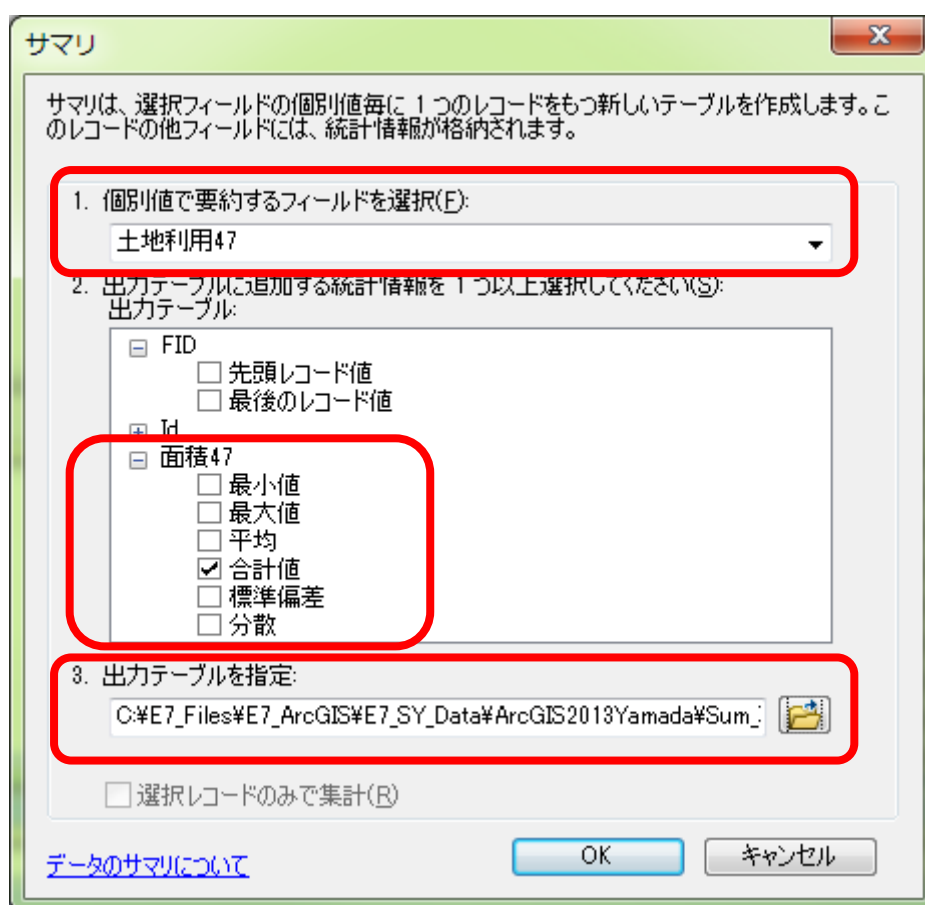 サマリ
サマリは、選択フィールドの個別値毎に 1 つのレコードをもつ新しいテーブルを作成します。こ
のレコードの他フィールドには、統計情報が格納されます。
1. 個別値で要約するフィールドを選択(F):
土地利用47
2. 出力テーブルに追加する統計情報を 1 つ以上選択してください(S):
出力テーブル:
FID
先頭レコード値
最後のレコード値
Id
面積47
最小値
最大値
平均
合計値
標準偏差
分散
3. 出力テーブルを指定:
C:¥E7_Files¥E7_ArcGIS¥E7_SY_Data¥ArcGIS2013Yamada¥Sum_
選択レコードのみで集計(R)
データのサマリについて
OK
キャンセル